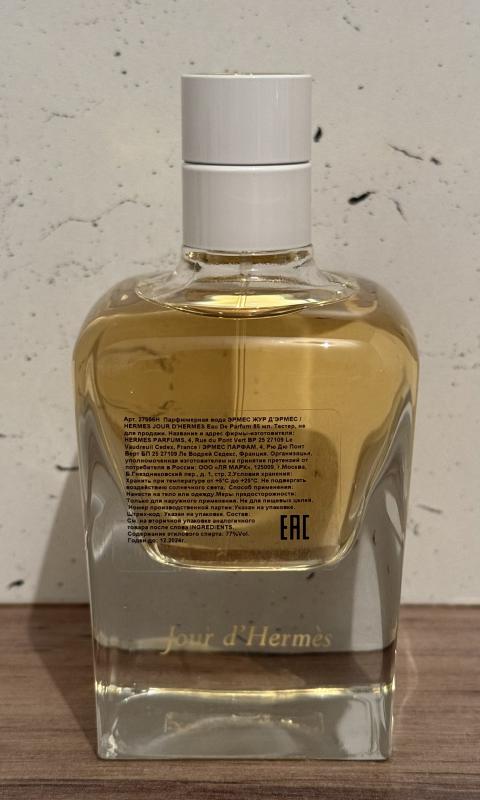 Арт. 27956H Парфюмерная вода ЭРМЕС ЖУР Д'ЭРМЕС /
HERMES JOUR D'HERMES Eau De Parfum 85 мл. Тестер, не
для продажи. Название и адрес фирмы-изготовителя:
HERMES PARFUMS, 4, Rue du Pont Vert BP 25 27109 Le
Vaudreuil Cedex, France / ЭРМЕС ПАРФАМ, 4, Рю Дю Понт
Верт БП 25 27109 Ле Водрей Седекс, Франция. Организация,
уполномоченная изготовителем на принятие претензий от
потребителя в России: ООО «ЛР МАРК», 125009, г.Москва,
Б.Гнездниковский пер., д. 1, стр. 2.Условия хранения:
Хранить при температуре от +5°C до +25°C. Не подвергать
воздействию солнечного света. Способ применения:
Нанести на тело или одежду.Меры предосторожности:
Только для наружного применения. Не для пищевых целей.
Номер производственной партии: Указан на упаковке.
Штрих-код: Указан на упаковке. Состав:
См. на вторичной упаковке аналогичного
товара после слова INGREDIENTS.
Содержание этилового спирта: 77%Vol.
Годен до: 12.2024г.
EAC
Jour d'Hermès